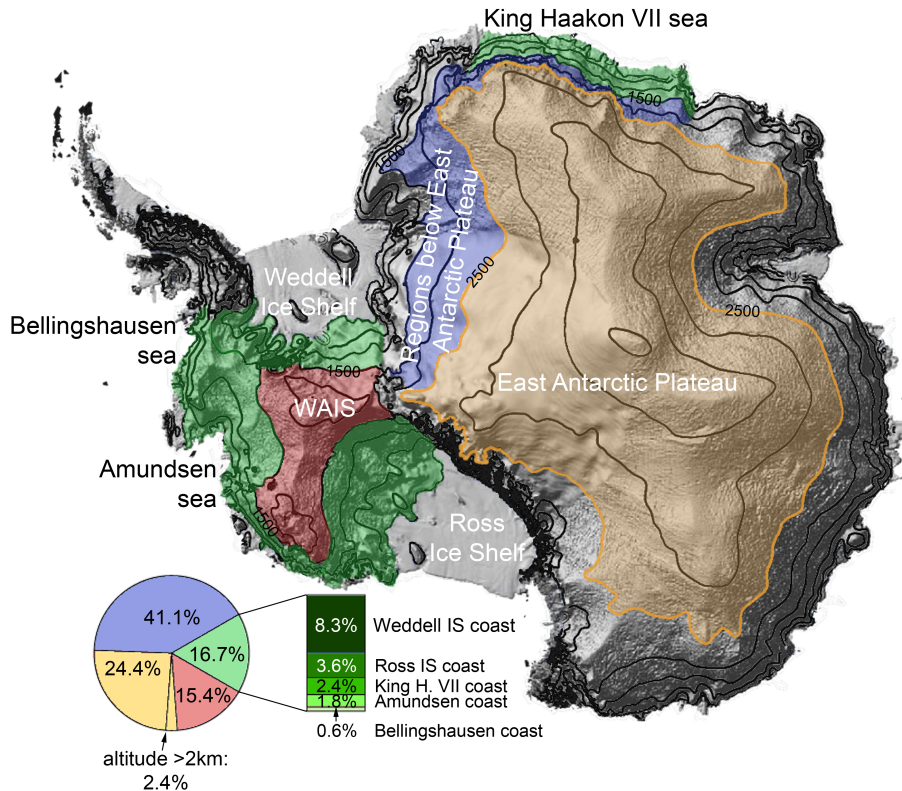 King Haakon VII sea
1500
1500
Regions below East
Antarctic Plateau
2500
Weddell
Ice Shelf
2500
Bellingshausen
sea
1500
East Antarctic Plateau
WAIS
Amundsen
sea
1500
Ross
Ice Shelf
41.1%
16.7%
24.4%
15.4%
altitude >2km:
2.4%
8.3% Weddell IS coast
3.6% Ross IS coast
2.4% King H. VII coast
1.8% Amundsen coast
0.6% Bellingshausen coast